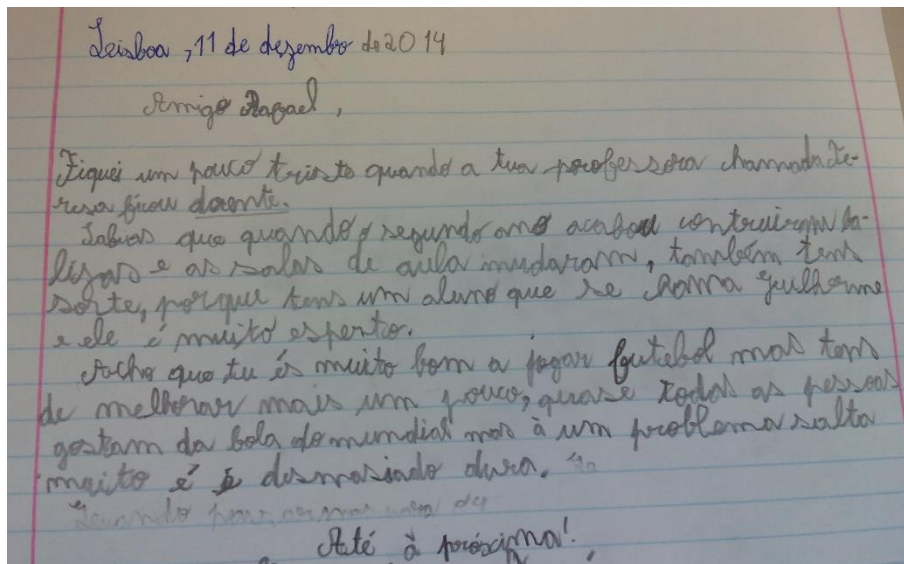 Leisboa, 11 de dezembro de 2014
Amigo Rafael,
Fiquei um pouco triste quando a tua professora chamada Te-
resa ficou doente.
Sabias que quando o segundo ano acabou contruiram ba-
lizas e as salas de aula mudaram, também tens
sorte, porque tens um aluno que se chama Guilherme
e ele é muito esperto.
Acho que tu és muito bom a jogar futebol mas tens
de melhorar mais um pouco, quase todas as pessoas
gostam da bola do mundial mas à um problema salta
muito é demasiado dura.
Até à próxima!